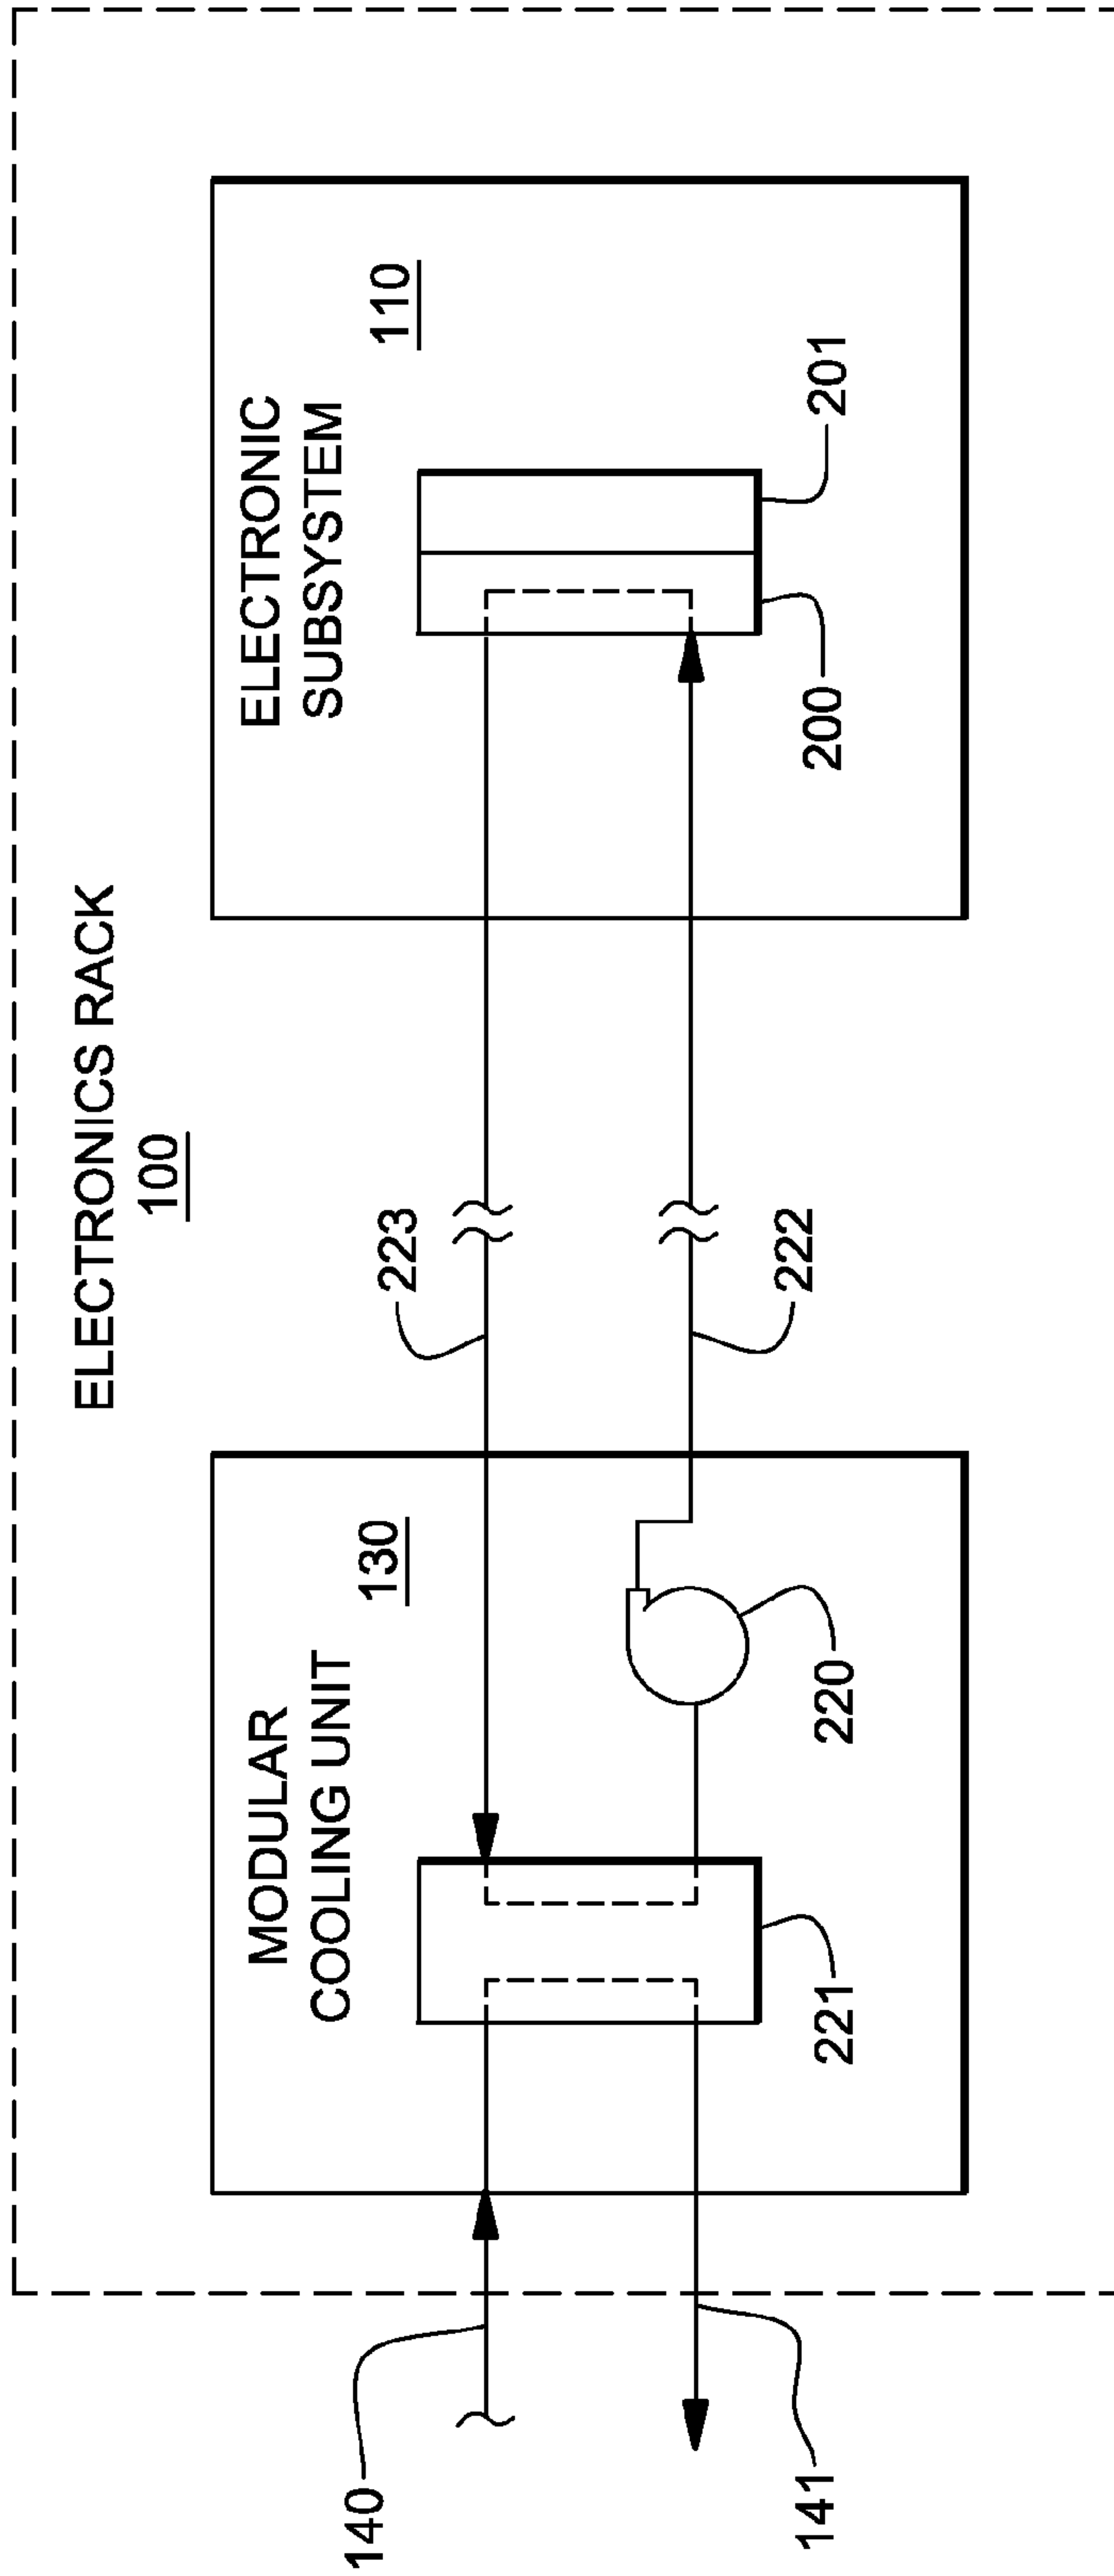 ELECTRONICS RACK
100
MODULAR
COOLING UNIT
130
ELECTRONIC
SUBSYSTEM
110
140
141
223
222
221
220
200
201